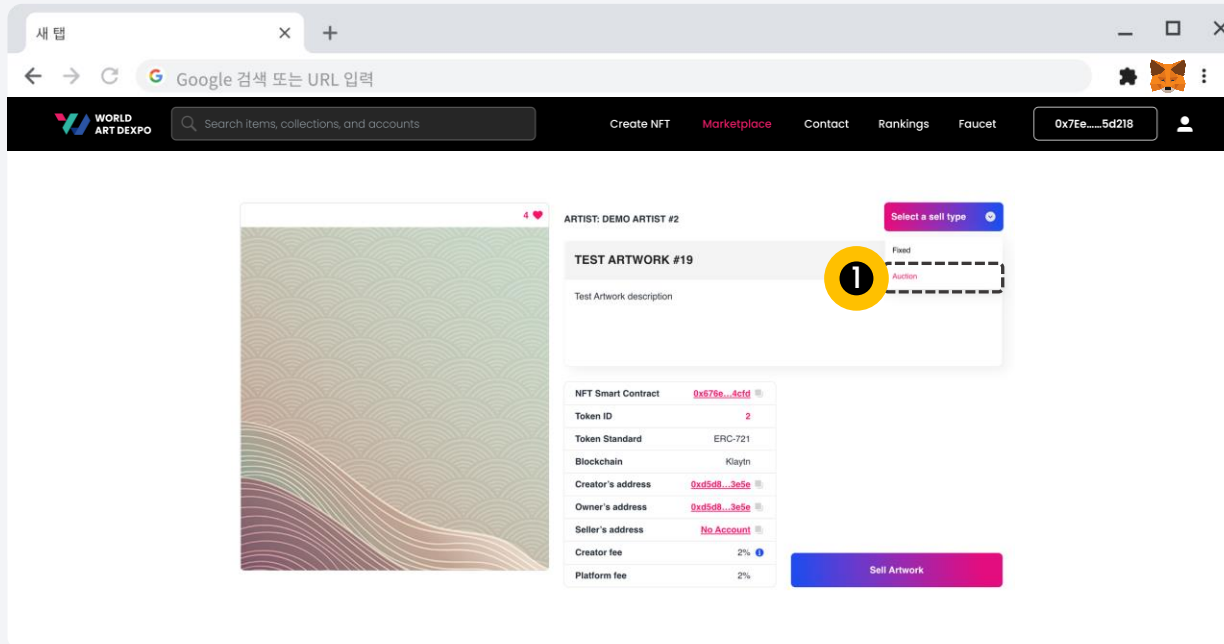 새 탭
Google 검색 또는 URL 입력
WORLD
ART DEXPO
Search items, collections, and accounts
Create NFT
Marketplace
Contact
Rankings
Faucet
0x7Ee......5d218
4
ARTIST: DEMO ARTIST #2
Select a sell type
Fixed
Auction
1
TEST ARTWORK #19
Test Artwork description
NFT Smart Contract 0x676e...4cfd
Token ID 2
Token Standard ERC-721
Blockchain Klaytn
Creator's address 0xd5d8...3e5e
Owner's address 0xd5d8...3e5e
Seller's address No Account
Creator fee 2%
Platform fee 2%
Sell Artwork